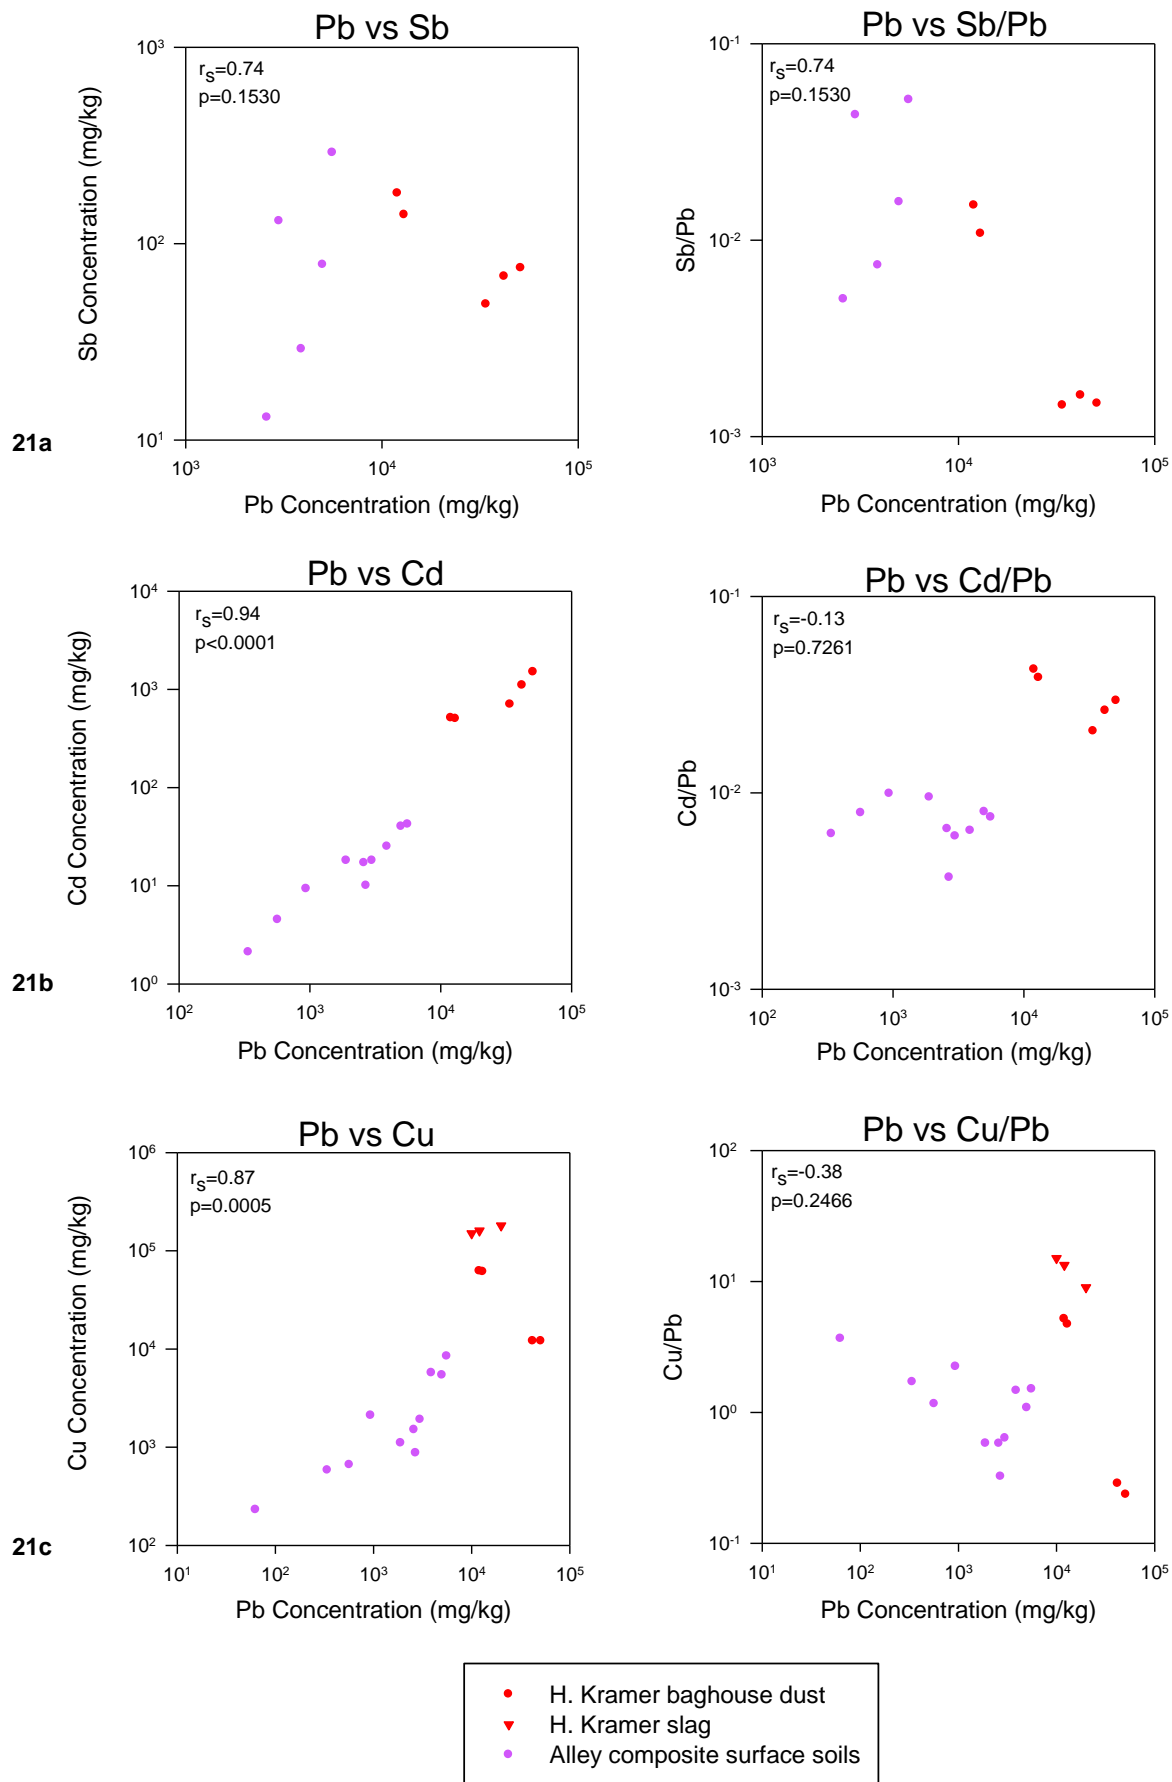 Pb vs Sb
r_S=0.74
p=0.1530
10³
10²
10¹
Sb Concentration (mg/kg)
10³
10⁴
10⁵
Pb Concentration (mg/kg)
21a
Pb vs Sb/Pb
r_S=0.74
p=0.1530
10⁻¹
10⁻²
10⁻³
Sb/Pb
10³
10⁴
10⁵
Pb Concentration (mg/kg)
Pb vs Cd
r_S=0.94
p<0.0001
10⁴
10³
10²
10¹
10⁰
Cd Concentration (mg/kg)
10²
10³
10⁴
10⁵
Pb Concentration (mg/kg)
21b
Pb vs Cd/Pb
r_S=-0.13
p=0.7261
10⁻¹
10⁻²
10⁻³
Cd/Pb
10²
10³
10⁴
10⁵
Pb Concentration (mg/kg)
Pb vs Cu
r_S=0.87
p=0.0005
10⁶
10⁵
10⁴
10³
10²
Cu Concentration (mg/kg)
10¹
10²
10³
10⁴
10⁵
Pb Concentration (mg/kg)
21c
Pb vs Cu/Pb
r_S=-0.38
p=0.2466
10²
10¹
10⁰
10⁻¹
Cu/Pb
10¹
10²
10³
10⁴
10⁵
Pb Concentration (mg/kg)
H. Kramer baghouse dust
H. Kramer slag
Alley composite surface soils